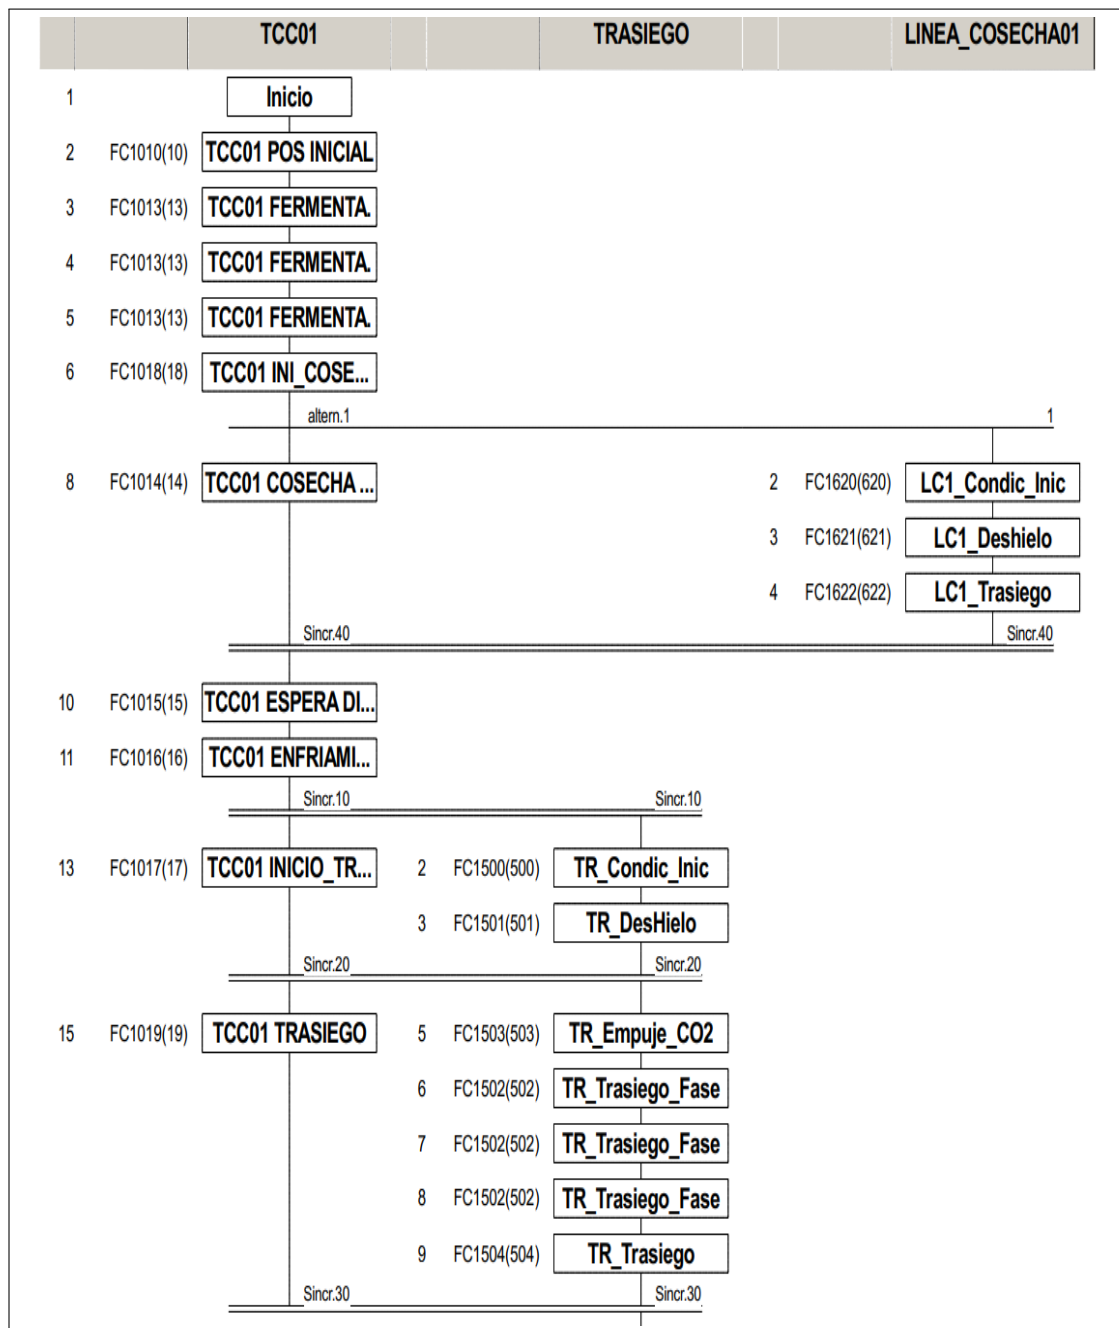 TCC01 TRASIEGO LINEA_COSECHA01
1 Inicio
2 FC1010(10) TCC01 POS INICIAL
3 FC1013(13) TCC01 FERMENTA.
4 FC1013(13) TCC01 FERMENTA.
5 FC1013(13) TCC01 FERMENTA.
6 FC1018(18) TCC01 INI_COSE...
altern.1 1
8 FC1014(14) TCC01 COSECHA ... 2 FC1620(620) LC1_Condic_Inic
3 FC1621(621) LC1_Deshielo
4 FC1622(622) LC1_Trasiego
Sincr.40 Sincr.40
10 FC1015(15) TCC01 ESPERA DI...
11 FC1016(16) TCC01 ENFRIAMI...
Sincr.10 Sincr.10
13 FC1017(17) TCC01 INICIO_TR... 2 FC1500(500) TR_Condic_Inic
3 FC1501(501) TR_DesHielo
Sincr.20 Sincr.20
15 FC1019(19) TCC01 TRASIEGO 5 FC1503(503) TR_Empuje_CO2
6 FC1502(502) TR_Trasiego_Fase
7 FC1502(502) TR_Trasiego_Fase
8 FC1502(502) TR_Trasiego_Fase
9 FC1504(504) TR_Trasiego
Sincr.30 Sincr.30